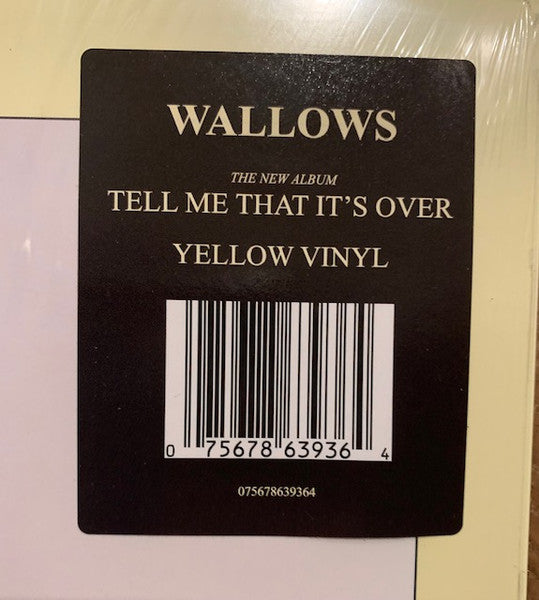 WALLOWS
THE NEW ALBUM
TELL ME THAT IT'S OVER
YELLOW VINYL
0 75678 63936 4
075678639364